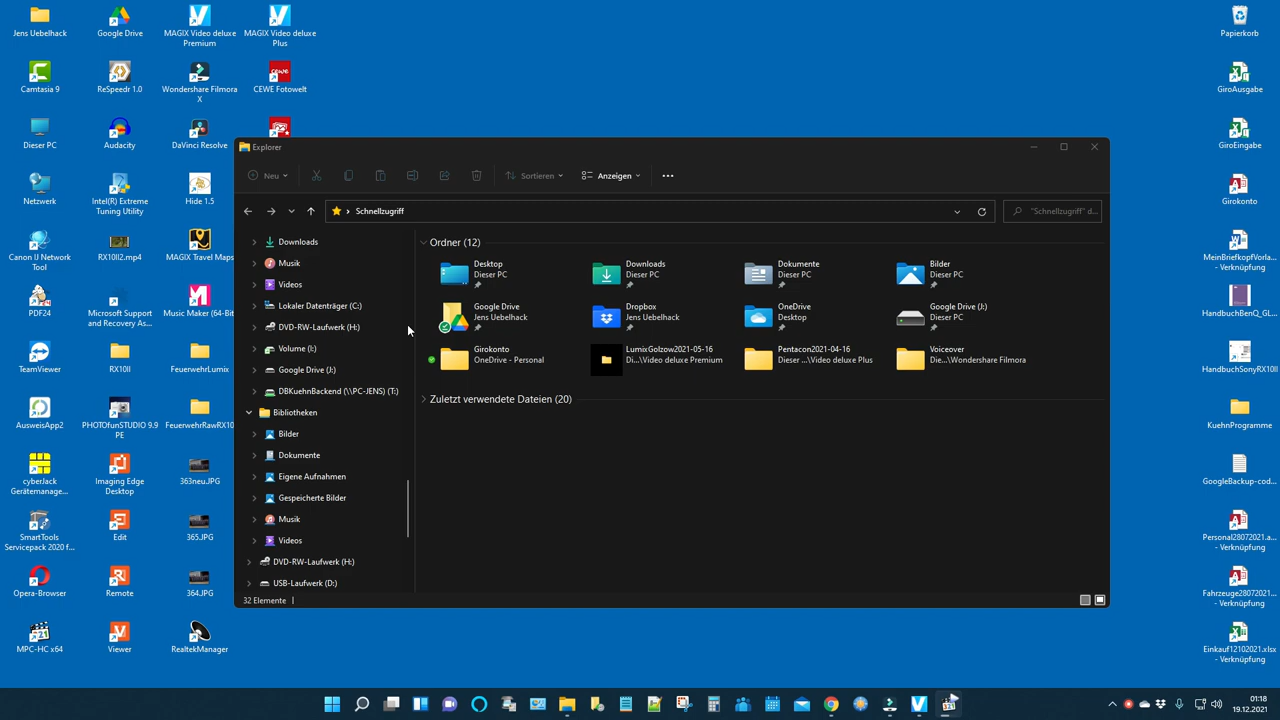 Jens Uebelhack
Google Drive
MAGIX Video deluxe
Premium
MAGIX Video deluxe
Plus
Papierkorb
Camtasia 9
ReSpeedr 1.0
Wondershare Filmora
X
CEWE Fotowelt
GiroAusgabe
Dieser PC
Audacity
DaVinci Resolve
GiroEingabe
Netzwerk
Intel(R) Extreme
Tuning Utility
Hide 1.5
Girokonto
Canon IJ Network
Tool
RX10II2.mp4
MAGIX Travel Maps
MeinBriefkopfVorla...
- Verknüpfung
PDF24
Microsoft Support
and Recovery As...
Music Maker (64-Bit)
HandbuchBenQ_GL...
TeamViewer
RX10II
FeuerwehrLumix
HandbuchSonyRX10II
AusweisApp2
PHOTOfunSTUDIO 9.9
PE
FeuerwehrRawRX10
KuehnProgramme
cyberJack
Gerätemanage...
Imaging Edge
Desktop
363neu.JPG
GoogleBackup-cod...
SmartTools
Servicepack 2020 f...
Edit
365.JPG
Personal28072021.a...
- Verknüpfung
Opera-Browser
Remote
364.JPG
Fahrzeuge28072021...
- Verknüpfung
MPC-HC x64
Viewer
RealtekManager
Einkauf12102021.xlsx
- Verknüpfung
Explorer
Neu
Sortieren
Anzeigen
Schnellzugriff
"Schnellzugriff" d...
Downloads
Musik
Videos
Lokaler Datenträger (C:)
DVD-RW-Laufwerk (H:)
Volume (I:)
Google Drive (J:)
DBKuehnBackend (\\PC-JENS) (T:)
Bibliotheken
Bilder
Dokumente
Eigene Aufnahmen
Gespeicherte Bilder
Musik
Videos
DVD-RW-Laufwerk (H:)
USB-Laufwerk (D:)
Ordner (12)
Desktop
Dieser PC
Downloads
Dieser PC
Dokumente
Dieser PC
Bilder
Dieser PC
Google Drive
Jens Uebelhack
Dropbox
Jens Uebelhack
OneDrive
Desktop
Google Drive (J:)
Dieser PC
Girokonto
OneDrive - Personal
LumixGolzow2021-05-16
Di...\Video deluxe Premium
Pentacon2021-04-16
Dieser ...\Video deluxe Plus
Voiceover
Die...\Wondershare Filmora
Zuletzt verwendete Dateien (20)
32 Elemente
01:18
19.12.2021